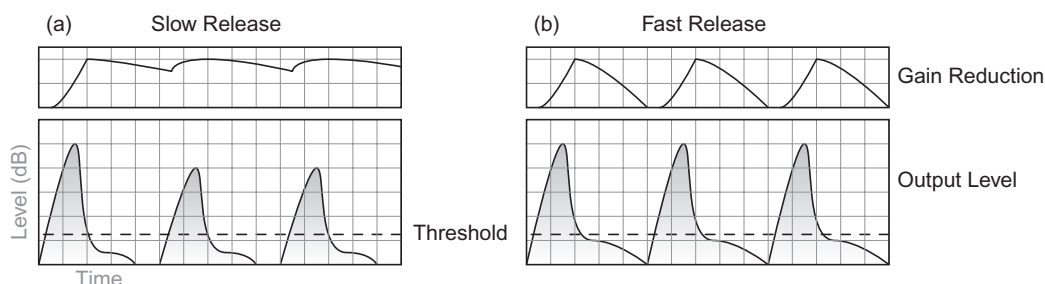 (a) Slow Release
(b) Fast Release
Gain Reduction
Level (dB)
Output Level
Threshold
Time